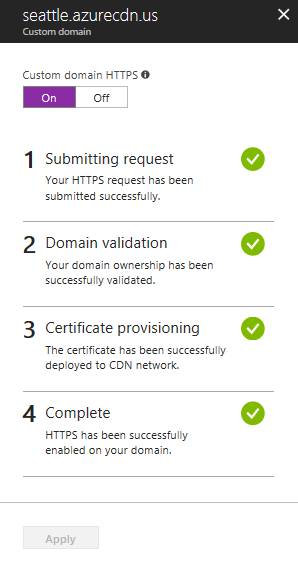 seattle.azurecdn.us
Custom domain
Custom domain HTTPS
On Off
1 Submitting request
Your HTTPS request has been
submitted successfully.
2 Domain validation
Your domain ownership has been
successfully validated.
3 Certificate provisioning
The certificate has been successfully
deployed to CDN network.
4 Complete
HTTPS has been successfully
enabled on your domain.
Apply